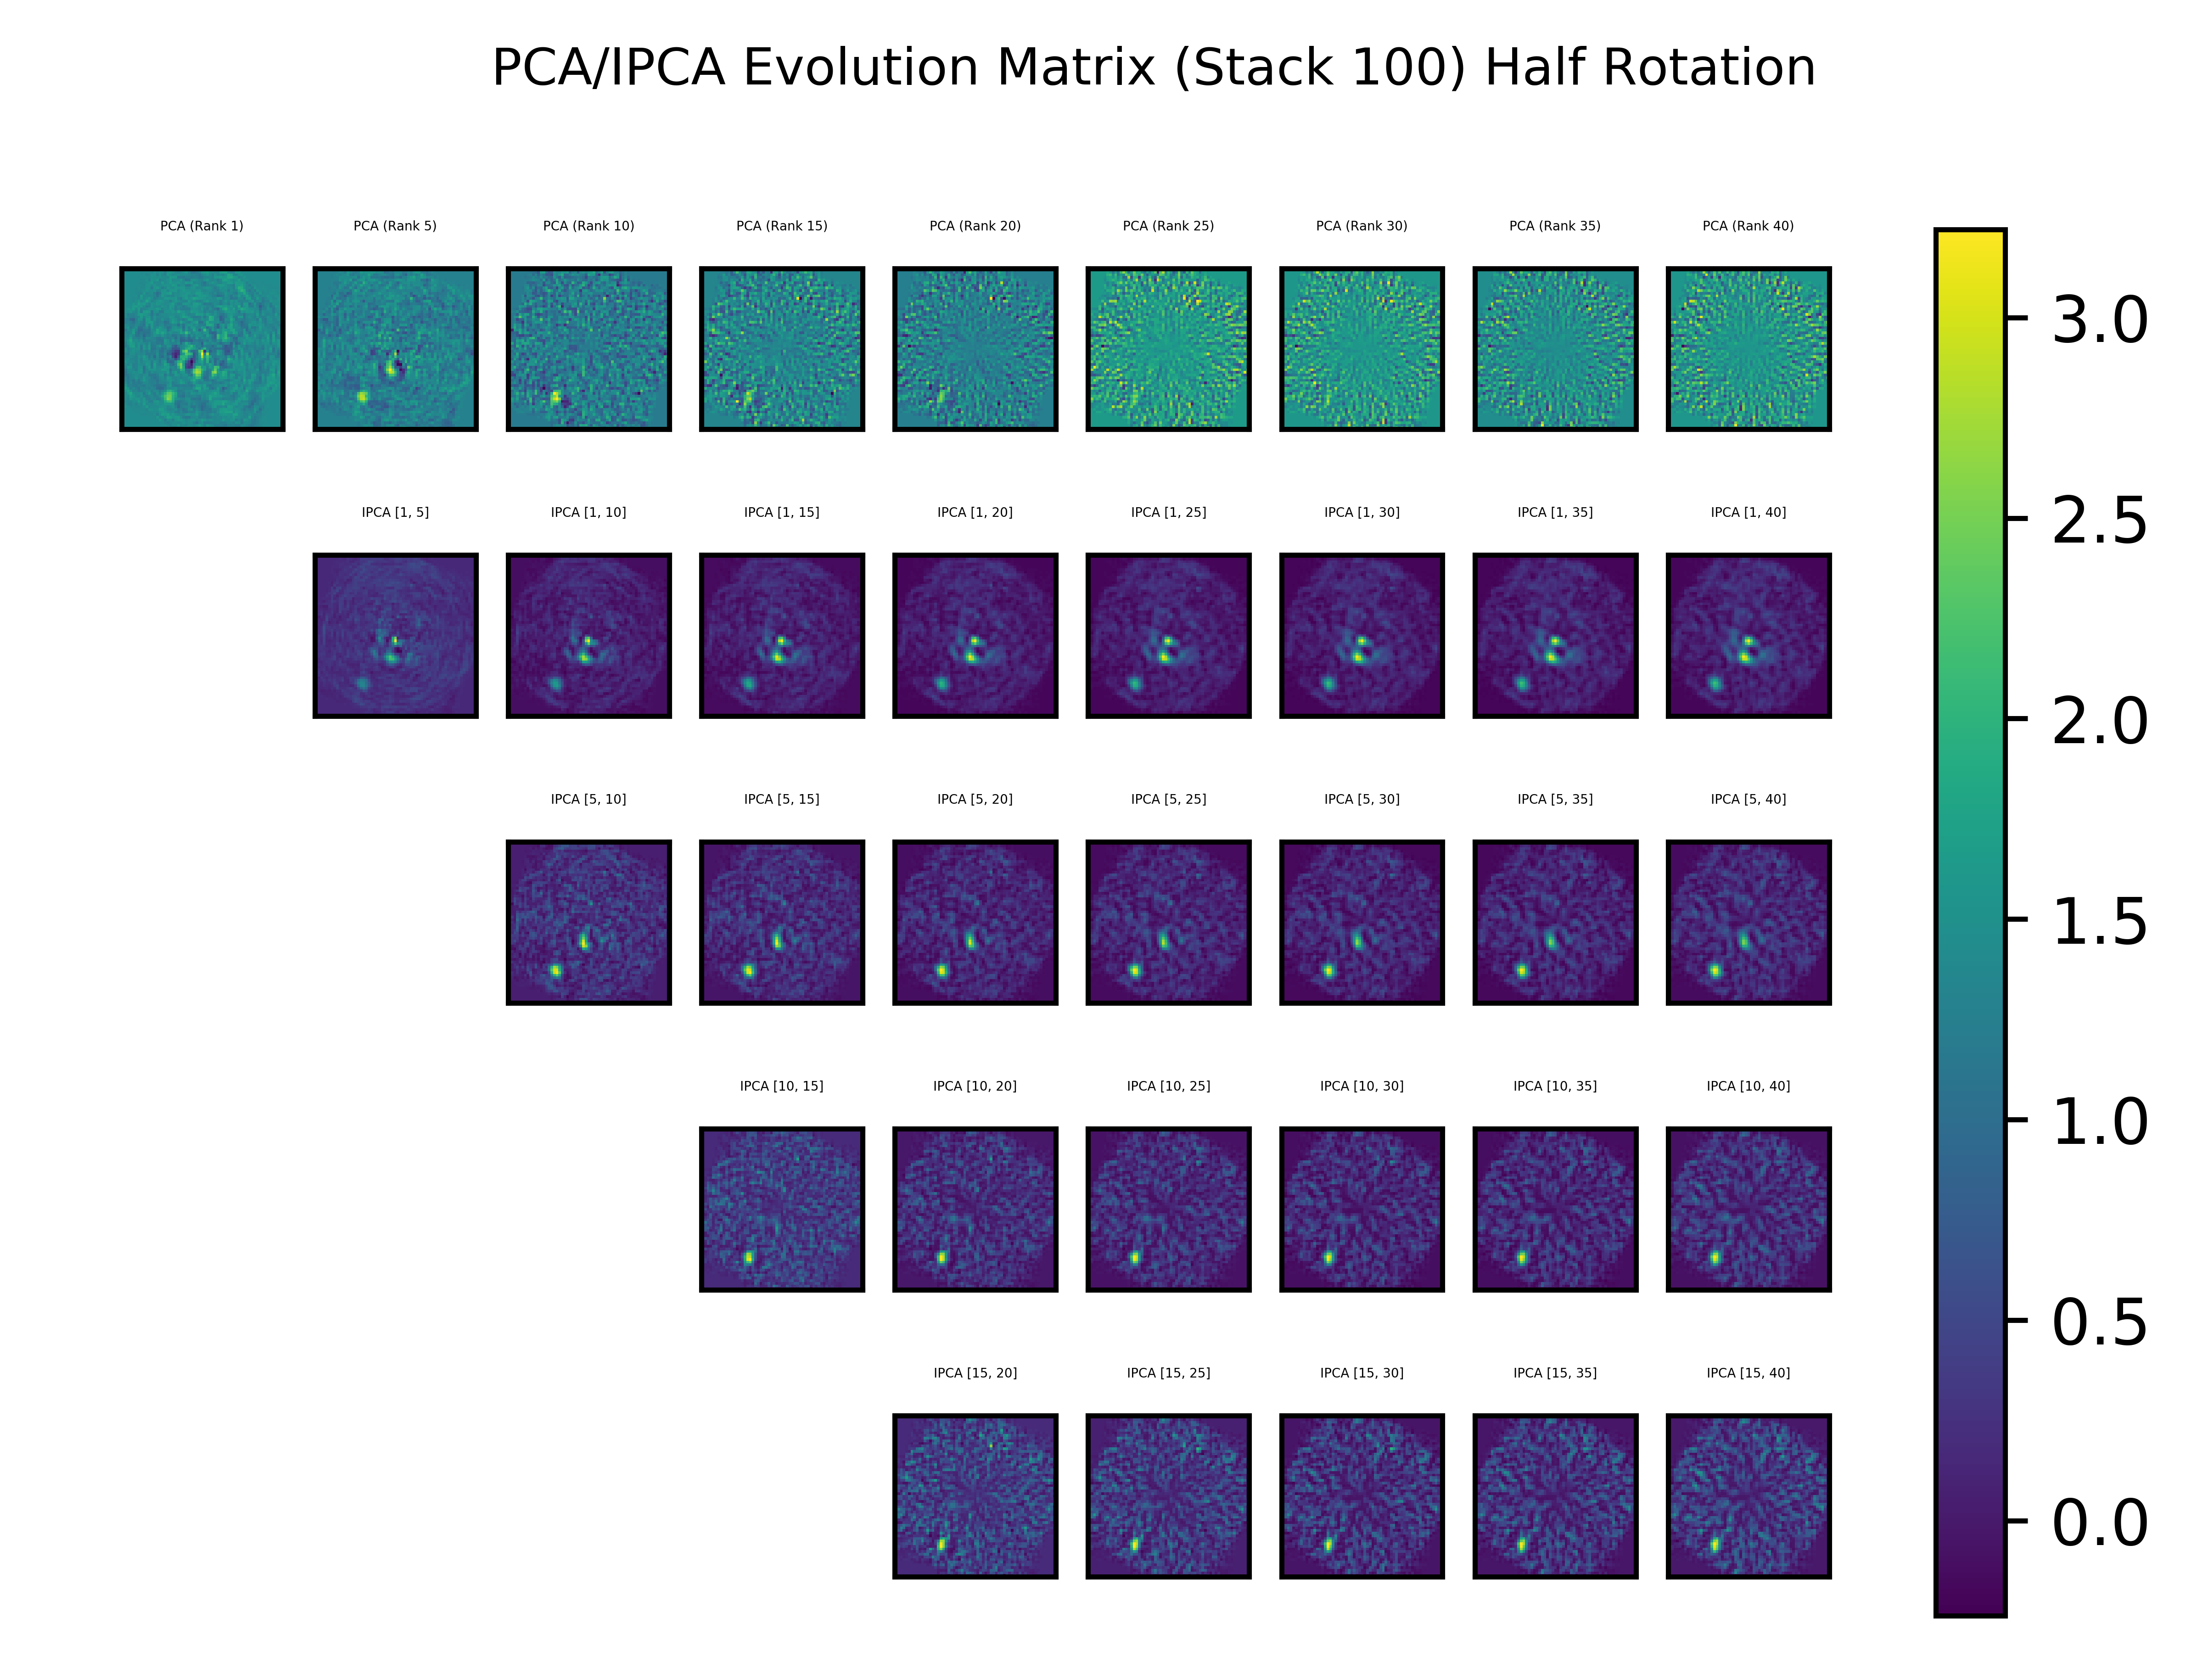 PCA/IPCA Evolution Matrix (Stack 100) Half Rotation
PCA (Rank 1) PCA (Rank 5) PCA (Rank 10) PCA (Rank 15) PCA (Rank 20) PCA (Rank 25) PCA (Rank 30) PCA (Rank 35) PCA (Rank 40)
IPCA [1, 5] IPCA [1, 10] IPCA [1, 15] IPCA [1, 20] IPCA [1, 25] IPCA [1, 30] IPCA [1, 35] IPCA [1, 40]
IPCA [5, 10] IPCA [5, 15] IPCA [5, 20] IPCA [5, 25] IPCA [5, 30] IPCA [5, 35] IPCA [5, 40]
IPCA [10, 15] IPCA [10, 20] IPCA [10, 25] IPCA [10, 30] IPCA [10, 35] IPCA [10, 40]
IPCA [15, 20] IPCA [15, 25] IPCA [15, 30] IPCA [15, 35] IPCA [15, 40]
3.0
2.5
2.0
1.5
1.0
0.5
0.0